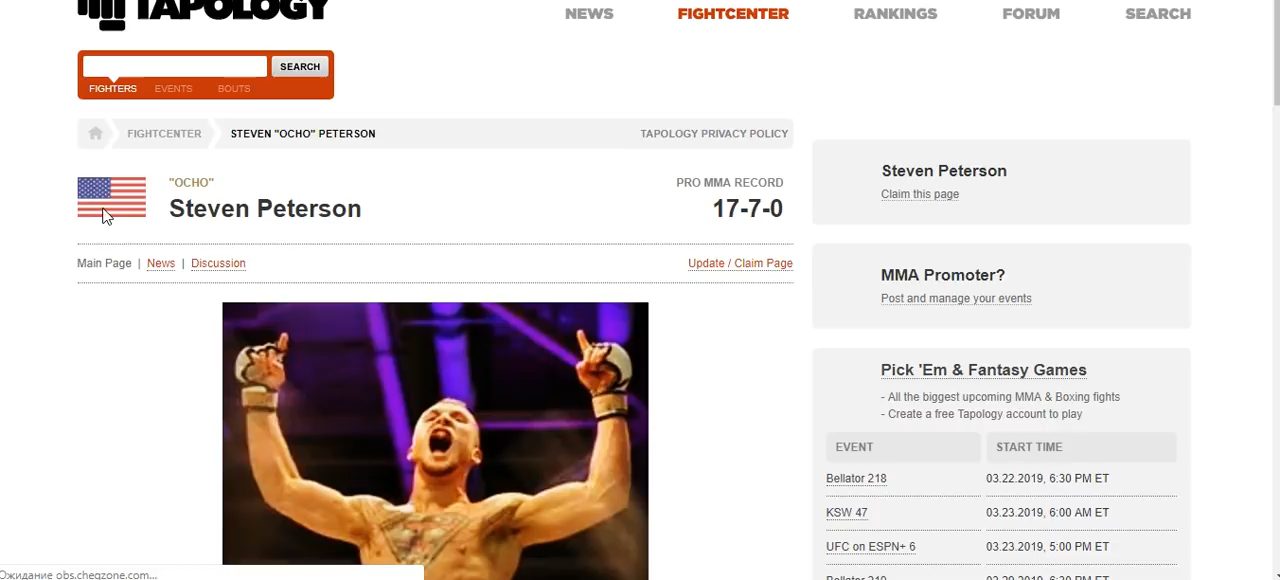 TAPOLOGY
NEWS
FIGHTCENTER
RANKINGS
FORUM
SEARCH
SEARCH
FIGHTERS
EVENTS
BOUTS
FIGHTCENTER
STEVEN "OCHO" PETERSON
TAPOLOGY PRIVACY POLICY
"OCHO"
Steven Peterson
PRO MMA RECORD
17-7-0
Main Page | News | Discussion
Update / Claim Page
Steven Peterson
Claim this page
MMA Promoter?
Post and manage your events
Pick 'Em & Fantasy Games
- All the biggest upcoming MMA & Boxing fights
- Create a free Tapology account to play
EVENT START TIME
Bellator 218 03.22.2019, 6:30 PM ET
KSW 47 03.23.2019, 6:00 AM ET
UFC on ESPN+ 6 03.23.2019, 5:00 PM ET
Ожидание obs.cheqzone.com...